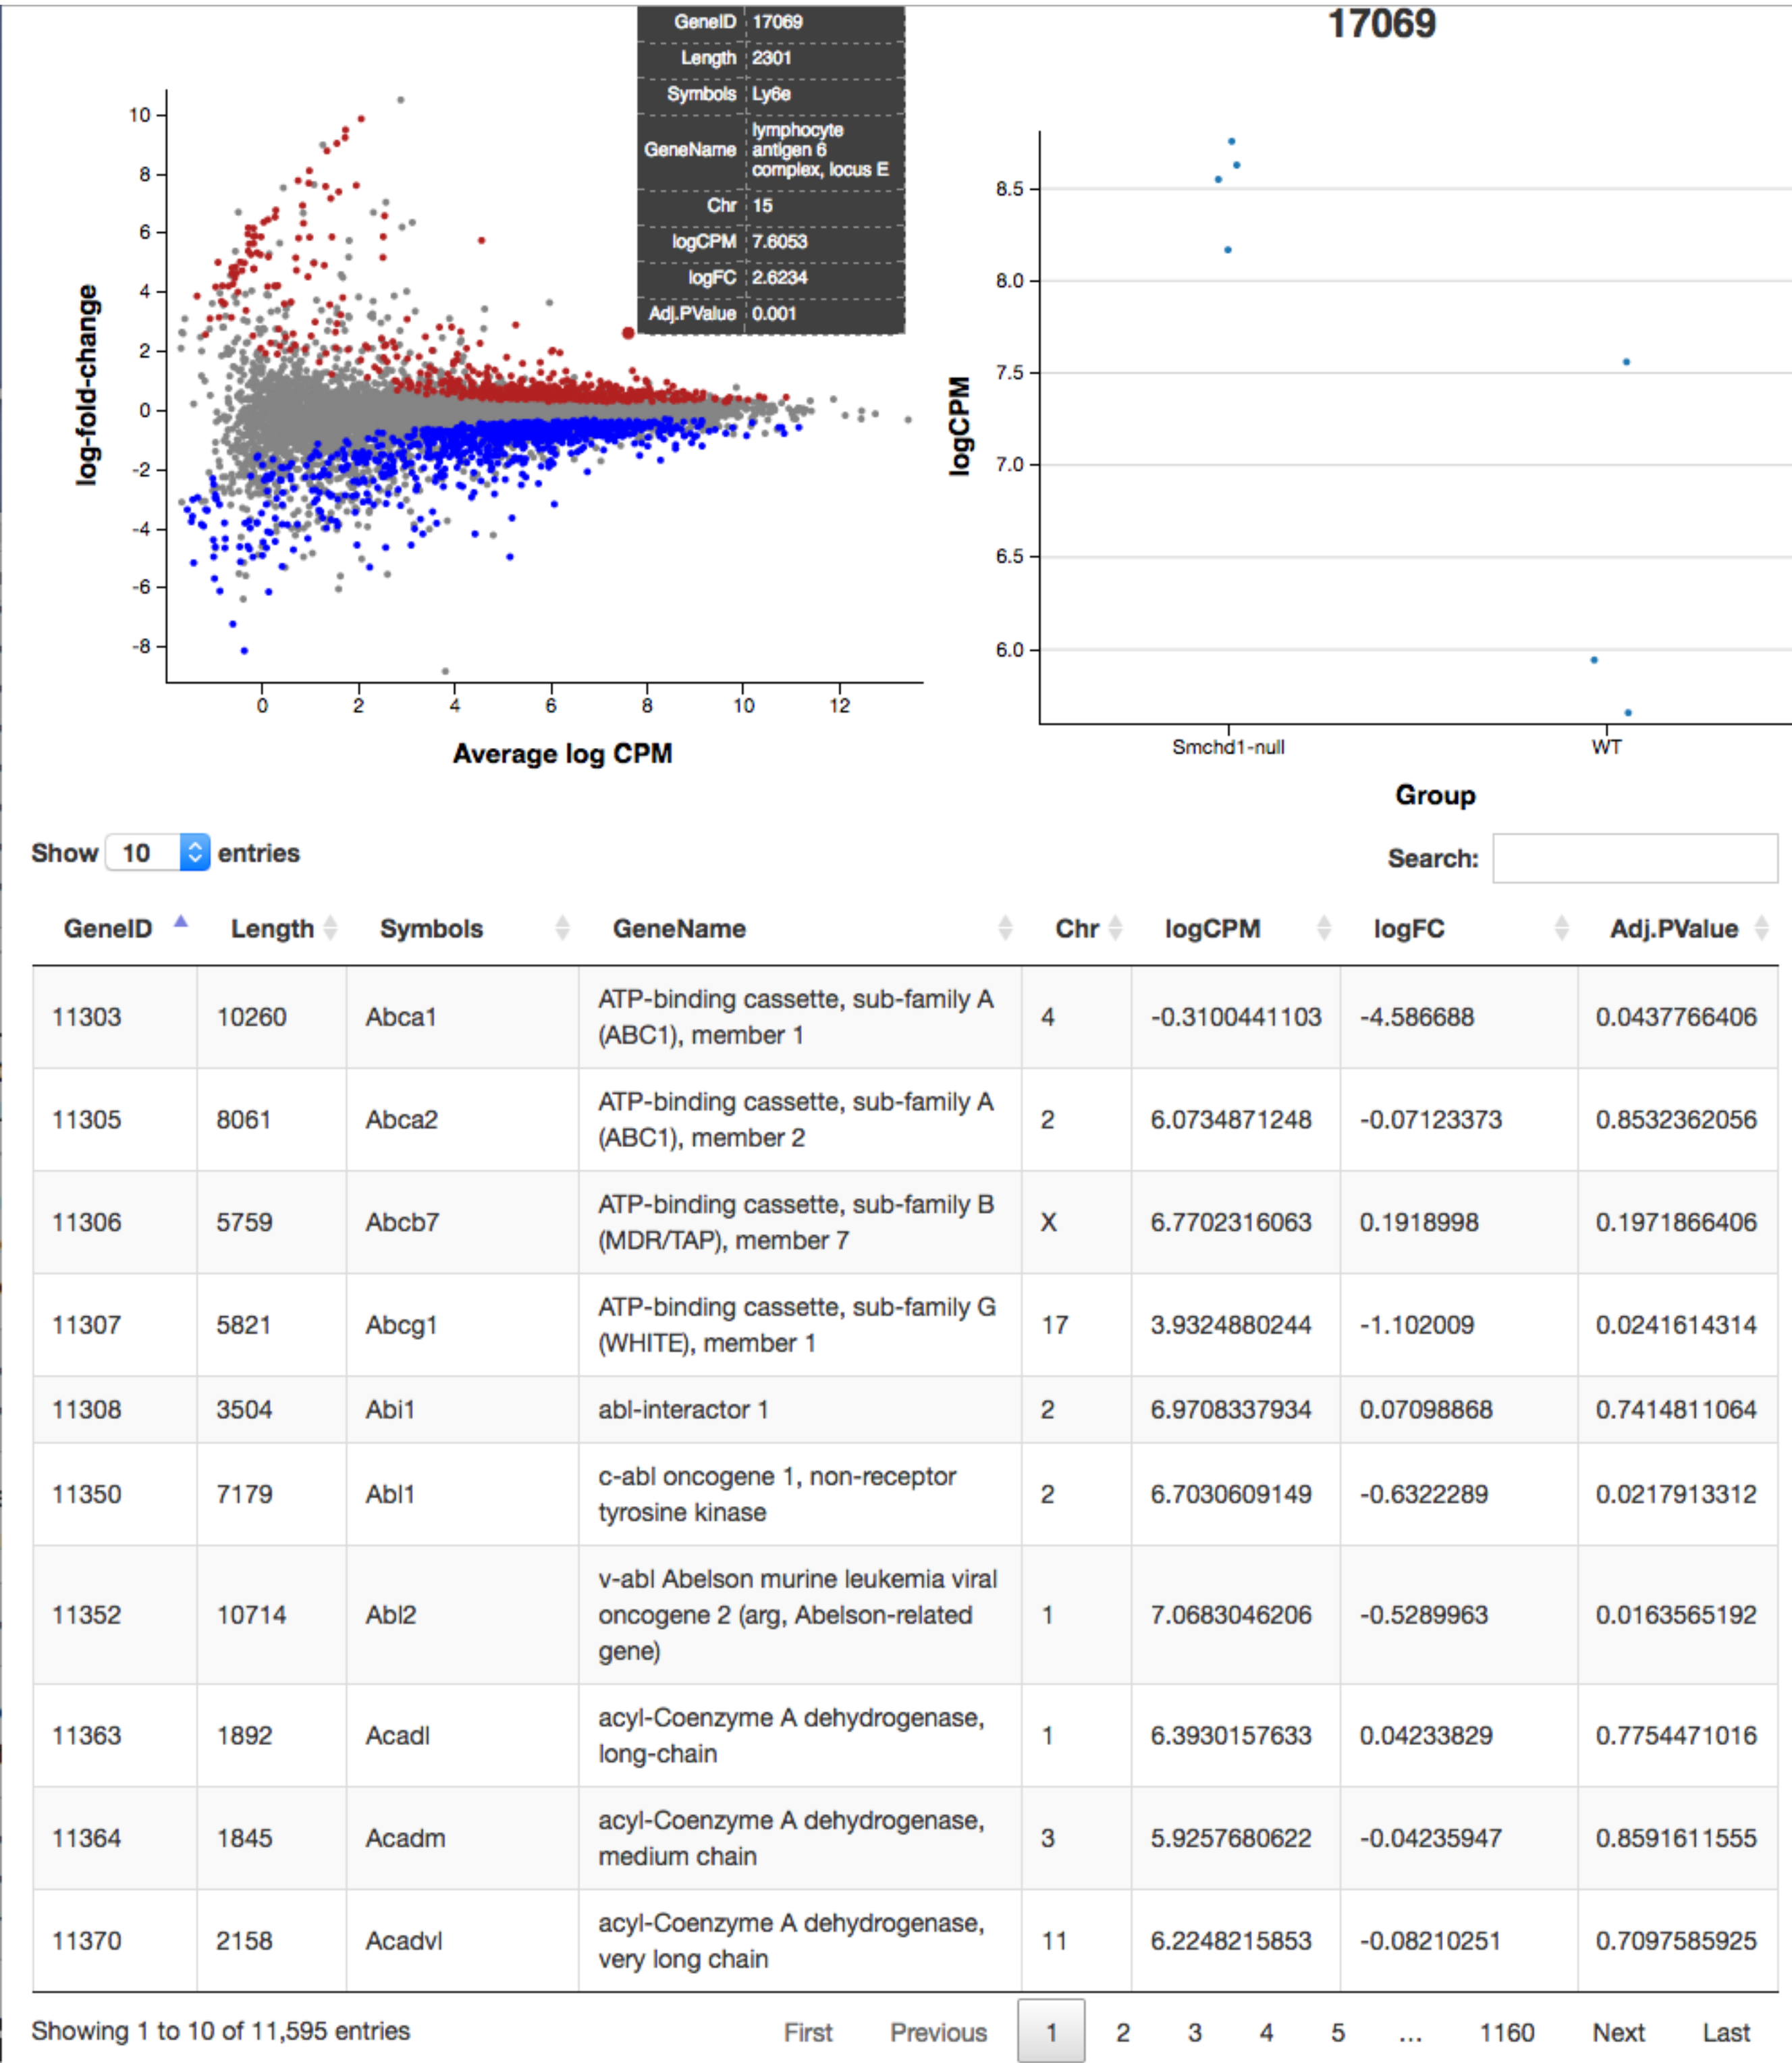 GeneID 17069
Length 2301
Symbols Ly6e
GeneName lymphocyte
antigen 6
complex, locus E
Chr 15
logCPM 7.6053
logFC 2.6234
Adj.PValue 0.001
10
8
6
4
2
0
-2
-4
-6
-8
log-fold-change
0 2 4 6 8 10 12
Average log CPM
17069
8.5
8.0
7.5
7.0
6.5
6.0
logCPM
Smchd1-null WT
Group
Show 10 entries
Search:
GeneID Length Symbols GeneName Chr logCPM logFC Adj.PValue
11303 10260 Abca1 ATP-binding cassette, sub-family A 4 -0.3100441103 -4.586688 0.0437766406
(ABC1), member 1
11305 8061 Abca2 ATP-binding cassette, sub-family A 2 6.0734871248 -0.07123373 0.8532362056
(ABC1), member 2
11306 5759 Abcb7 ATP-binding cassette, sub-family B X 6.7702316063 0.1918998 0.1971866406
(MDR/TAP), member 7
11307 5821 Abcg1 ATP-binding cassette, sub-family G 17 3.9324880244 -1.102009 0.0241614314
(WHITE), member 1
11308 3504 Abi1 abl-interactor 1 2 6.9708337934 0.07098868 0.7414811064
11350 7179 Abl1 c-abl oncogene 1, non-receptor 2 6.7030609149 -0.6322289 0.0217913312
tyrosine kinase
11352 10714 Abl2 v-abl Abelson murine leukemia viral 1 7.0683046206 -0.5289963 0.0163565192
oncogene 2 (arg, Abelson-related
gene)
11363 1892 Acadl acyl-Coenzyme A dehydrogenase, 1 6.3930157633 0.04233829 0.7754471016
long-chain
11364 1845 Acadm acyl-Coenzyme A dehydrogenase, 3 5.9257680622 -0.04235947 0.8591611555
medium chain
11370 2158 Acadvl acyl-Coenzyme A dehydrogenase, 11 6.2248215853 -0.08210251 0.7097585925
very long chain
Showing 1 to 10 of 11,595 entries
First Previous 1 2 3 4 5 ... 1160 Next Last